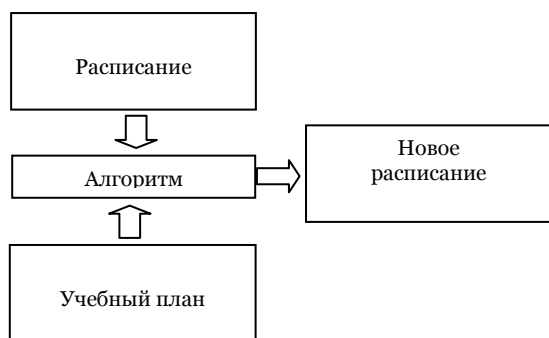 Расписание
Алгоритм
Новое
расписание
Учебный план